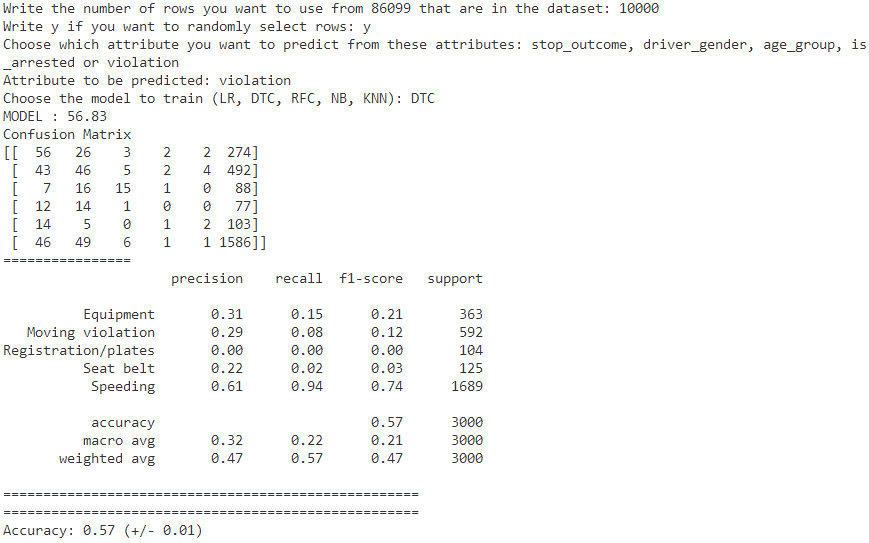 Write the number of rows you want to use from 86099 that are in the dataset: 10000
Write y if you want to randomly select rows: y
Choose which attribute you want to predict from these attributes: stop_outcome, driver_gender, age_group, is
_arrested or violation
Attribute to be predicted: violation
Choose the model to train (LR, DTC, RFC, NB, KNN): DTC
MODEL : 56.83
Confusion Matrix
[[  56   26    3    2    2  274]
 [  43   46    5    2    4  492]
 [   7   16   15    1    0   88]
 [  12   14    1    0    0   77]
 [  14    5    0    1    2  103]
 [  46   49    6    1    1 1586]]
================
                     precision    recall  f1-score   support
          Equipment       0.31      0.15      0.21       363
   Moving violation       0.29      0.08      0.12       592
Registration/plates       0.00      0.00      0.00       104
          Seat belt       0.22      0.02      0.03       125
           Speeding       0.61      0.94      0.74      1689
           accuracy                           0.57      3000
          macro avg       0.32      0.22      0.21      3000
       weighted avg       0.47      0.57      0.47      3000
====================================================
====================================================
Accuracy: 0.57 (+/- 0.01)